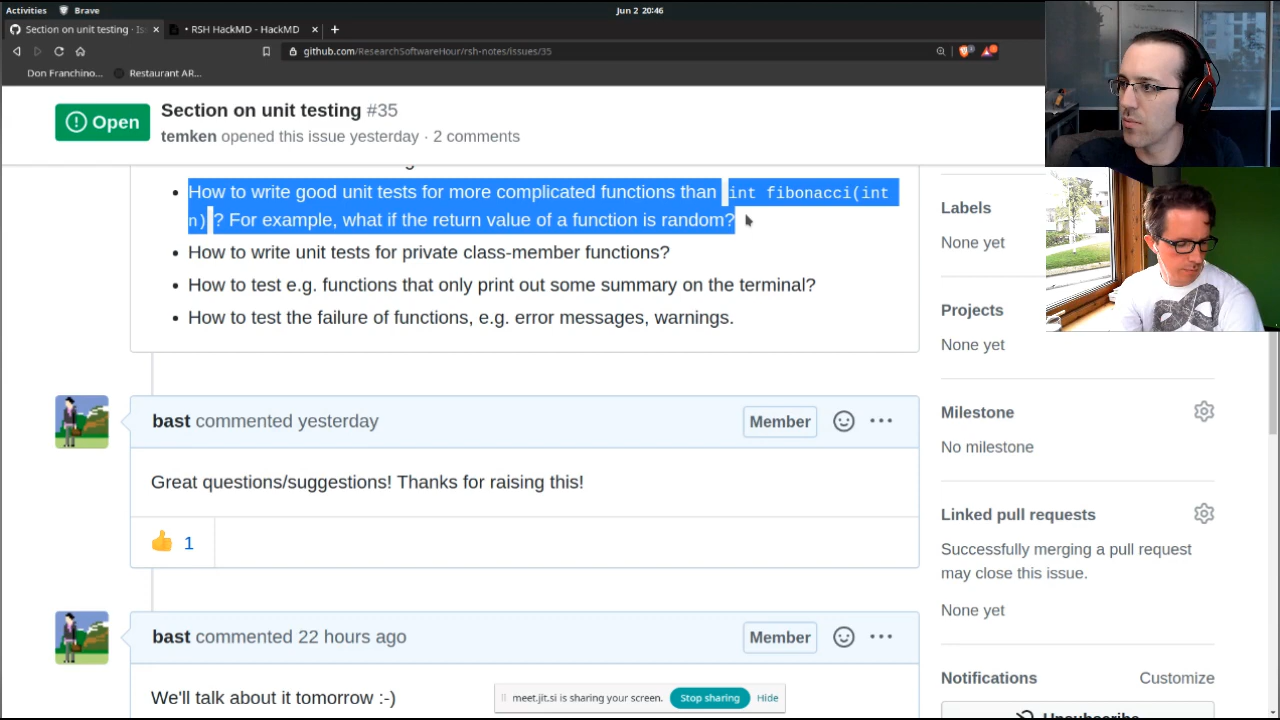 Activities
Brave
Jun 2 20:46
Section on unit testing · Iss
RSH HackMD - HackMD
github.com/ResearchSoftwareHour/rsh-notes/issues/35
Don Franchino...
Restaurant AR...
Open
Section on unit testing #35
temken opened this issue yesterday · 2 comments
How to write good unit tests for more complicated functions than int fibonacci(int
n) ? For example, what if the return value of a function is random?
How to write unit tests for private class-member functions?
How to test e.g. functions that only print out some summary on the terminal?
How to test the failure of functions, e.g. error messages, warnings.
bast commented yesterday
Member
Great questions/suggestions! Thanks for raising this!
1
bast commented 22 hours ago
Member
We'll talk about it tomorrow :-)
Labels
None yet
Projects
None yet
Milestone
No milestone
Linked pull requests
Successfully merging a pull request
may close this issue.
None yet
Notifications
Customize
Unsubscribe
meet.jit.si is sharing your screen.
Stop sharing
Hide